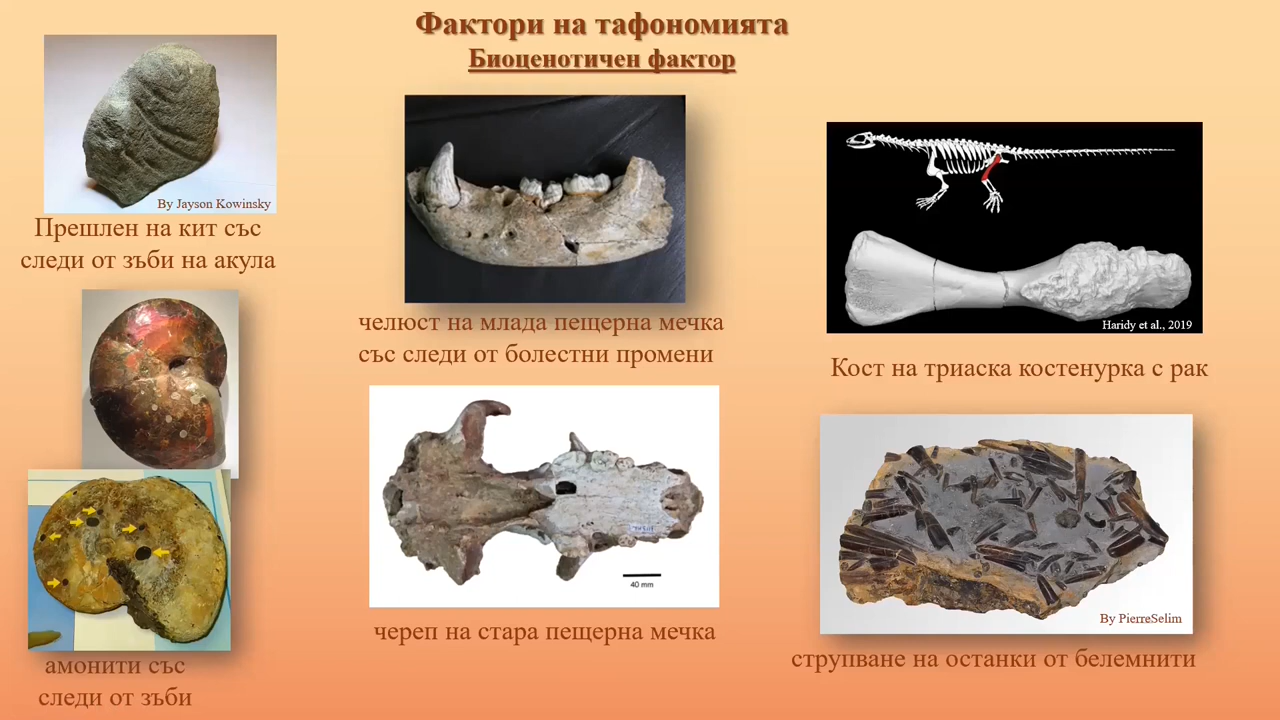 Фактори на тафономията
Биоценотичен фактор
By Jayson Kowinsky
Прешлен на кит със
следи от зъби на акула
амонити със
следи от зъби
челюст на млада пещерна мечка
със следи от болестни промени
40 mm
череп на стара пещерна мечка
Haridy et al., 2019
Кост на триаска костенурка с рак
By PierreSelim
струпване на останки от белемнити